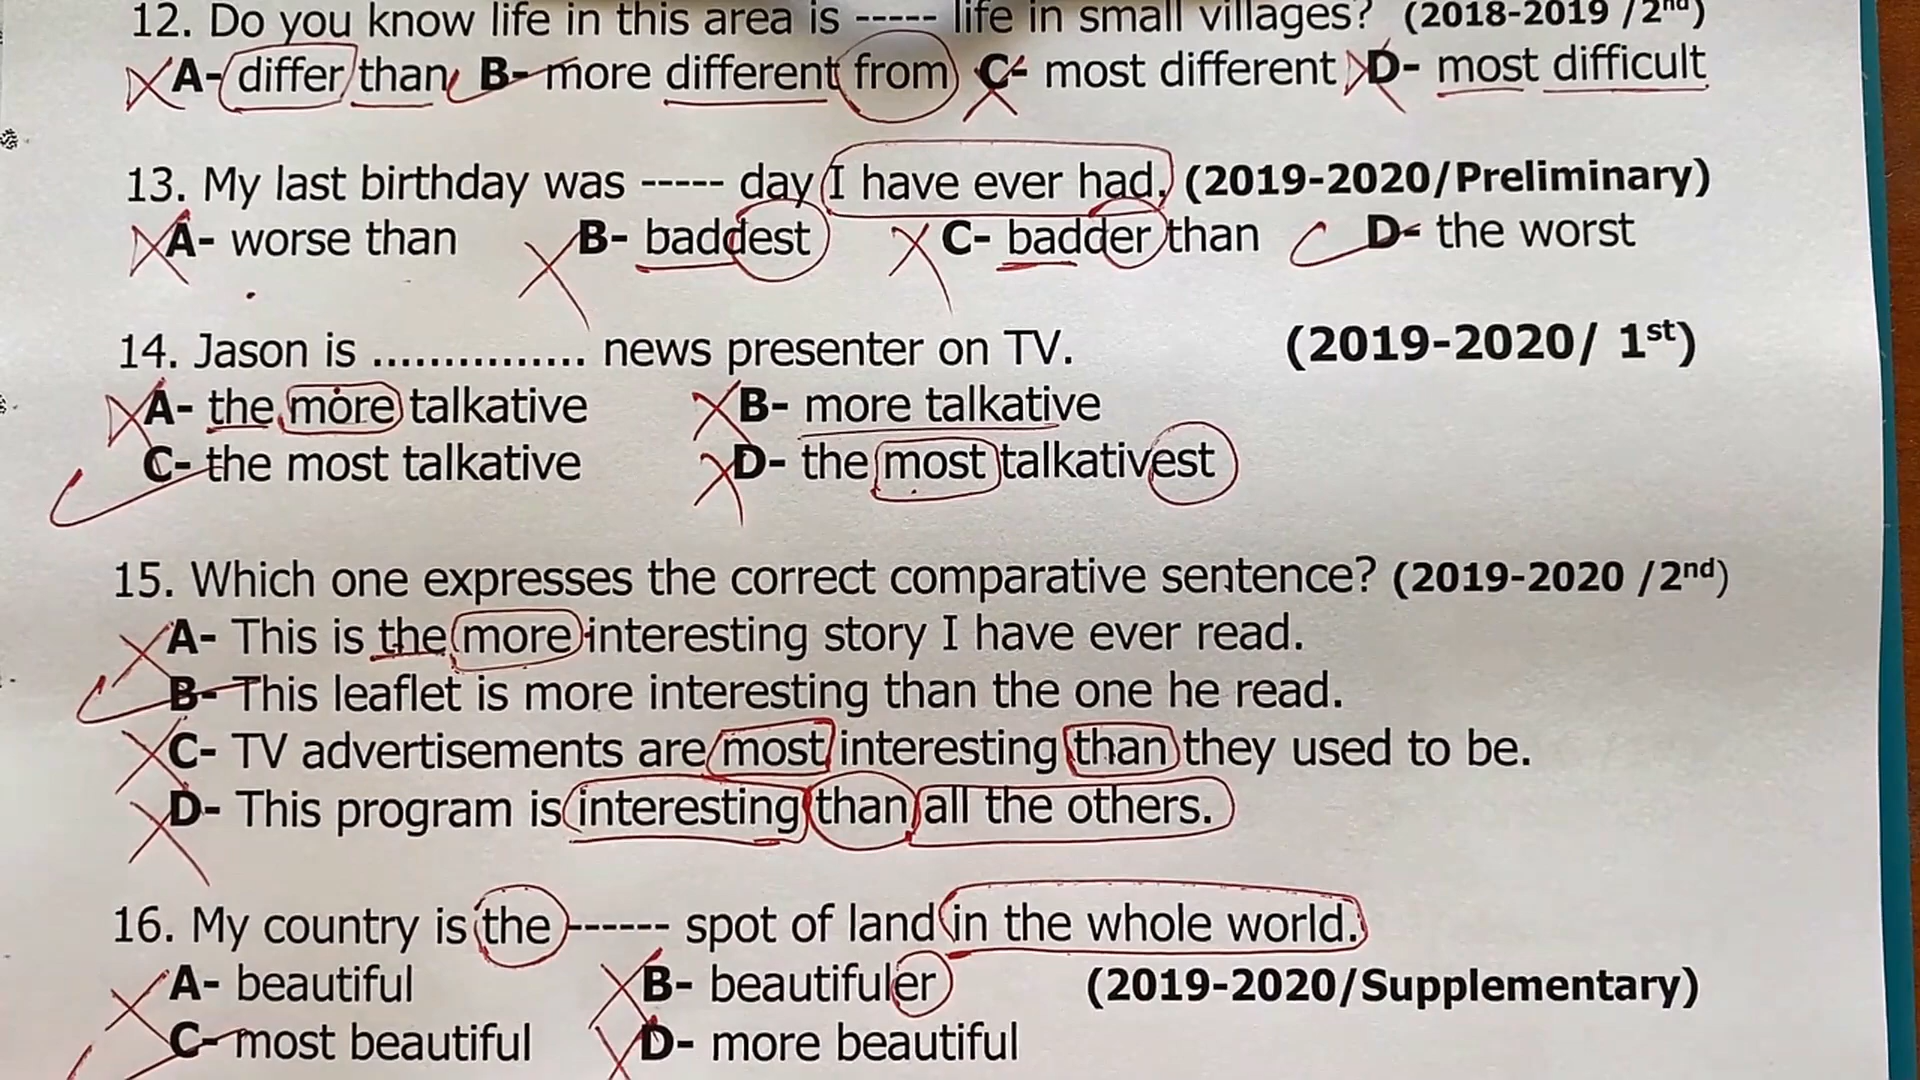 12. Do you know life in this area is ----- life in small villages? (2018-2019 /2nd)
A- differ than B- more different from C- most different D- most difficult
13. My last birthday was ----- day I have ever had. (2019-2020/Preliminary)
A- worse than B- baddest C- badder than D- the worst
14. Jason is ............... news presenter on TV. (2019-2020/ 1st)
A- the more talkative B- more talkative
C- the most talkative D- the most talkativest
15. Which one expresses the correct comparative sentence? (2019-2020 /2nd)
A- This is the more interesting story I have ever read.
B- This leaflet is more interesting than the one he read.
C- TV advertisements are most interesting than they used to be.
D- This program is interesting than all the others.
16. My country is the ------ spot of land in the whole world.
A- beautiful B- beautifuler (2019-2020/Supplementary)
C- most beautiful D- more beautiful